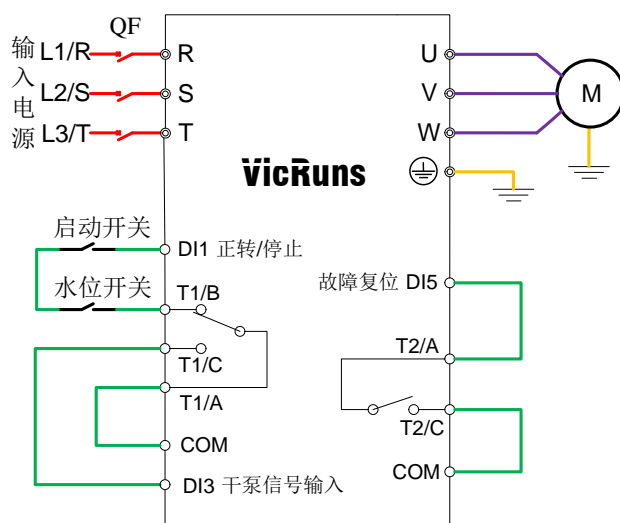 QF
输入电源
L1/R
R
U
L2/S
S
V
M
L3/T
T
W
VicRuns
启动开关
DI1 正转/停止
水位开关
T1/B
故障复位 DI5
T1/C
T2/A
T1/A
T2/C
COM
COM
DI3 干泵信号输入